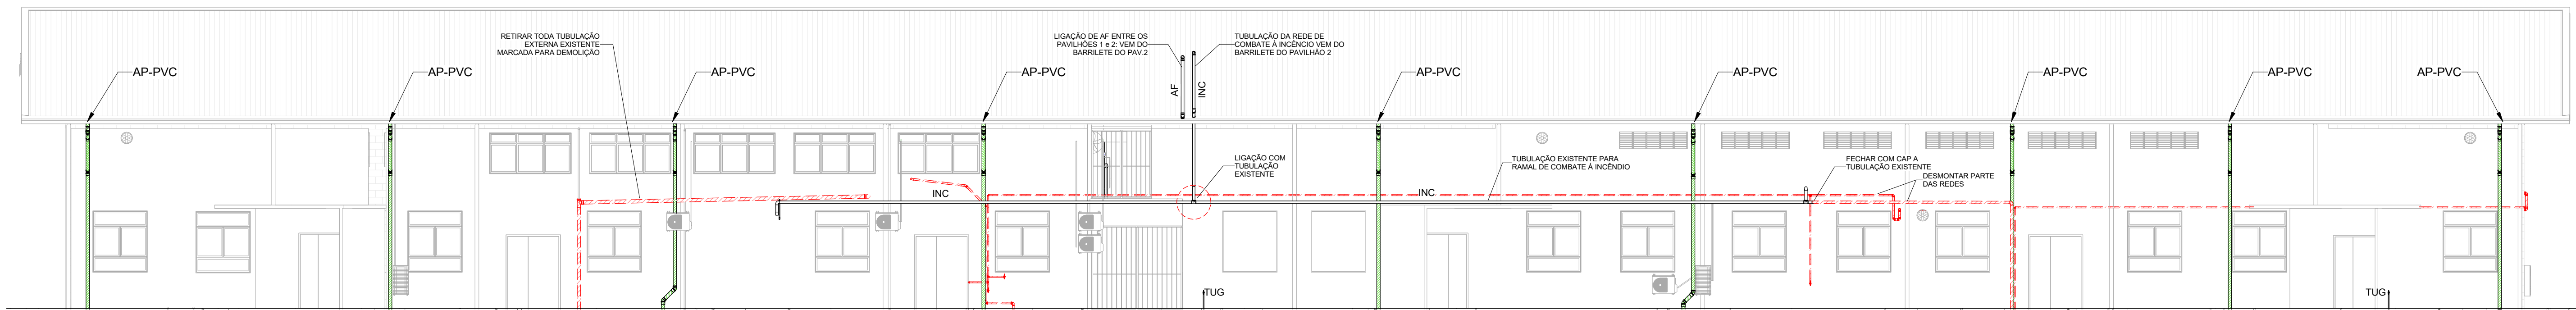 RETIRAR TODA TUBULAÇÃO
EXTERNA EXISTENTE
MARCADA PARA DEMOLIÇÃO
LIGAÇÃO DE AF ENTRE OS
PAVILHÕES 1 e 2: VEM DO
BARRILETE DO PAV.2
TUBULAÇÃO DA REDE DE
COMBATE À INCÊNCIO VEM DO
BARRILETE DO PAVILHÃO 2
AP-PVC
AP-PVC
AP-PVC
AP-PVC
AP-PVC
AP-PVC
AP-PVC
AP-PVC
AP-PVC
AF
INC
LIGAÇÃO COM
TUBULAÇÃO
EXISTENTE
TUBULAÇÃO EXISTENTE PARA
RAMAL DE COMBATE À INCÊNDIO
FECHAR COM CAP A
TUBULAÇÃO EXISTENTE
DESMONTAR PARTE
DAS REDES
INC
INC
TUG
TUG